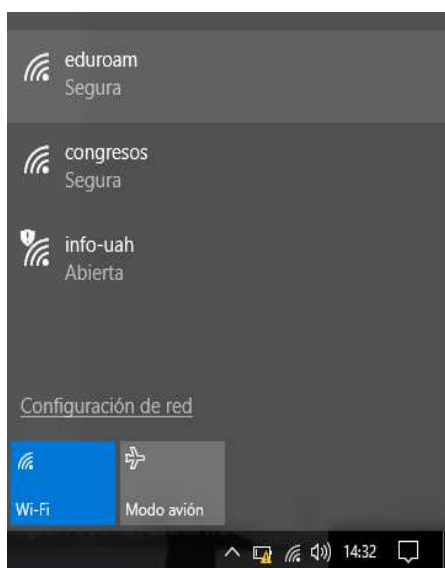 eduroam
Segura
congresos
Segura
info-uah
Abierta
Configuración de red
Wi-Fi
Modo avión
14:32